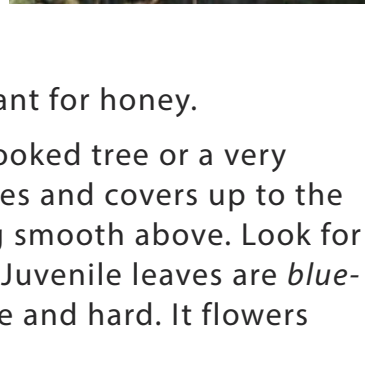 ant for honey.
ooked tree or a very
es and covers up to the
g smooth above. Look for
Juvenile leaves are blue-
e and hard. It flowers